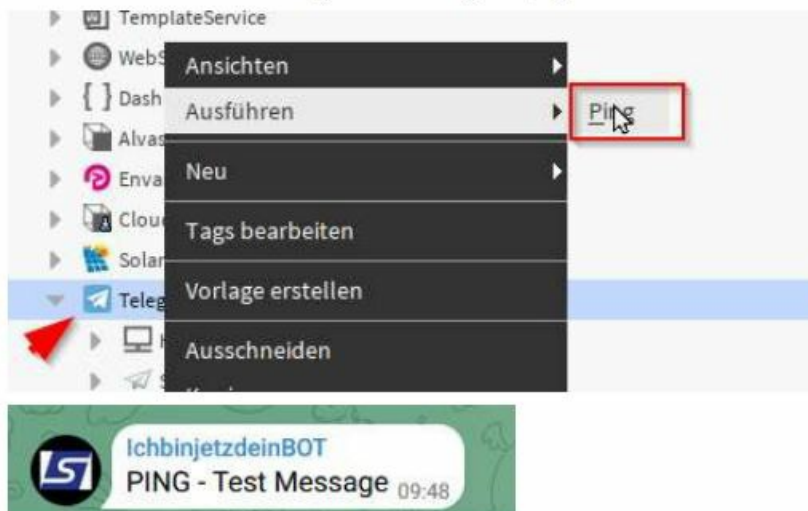 TemplateService
WebS
Ansichten
Dash
Ausführen
Ping
Alvas
Enva
Neu
Clou
Tags bearbeiten
Solar
Teleg
Vorlage erstellen
Ausschneiden
IchbinjetzdeinBOT
PING - Test Message 09:48